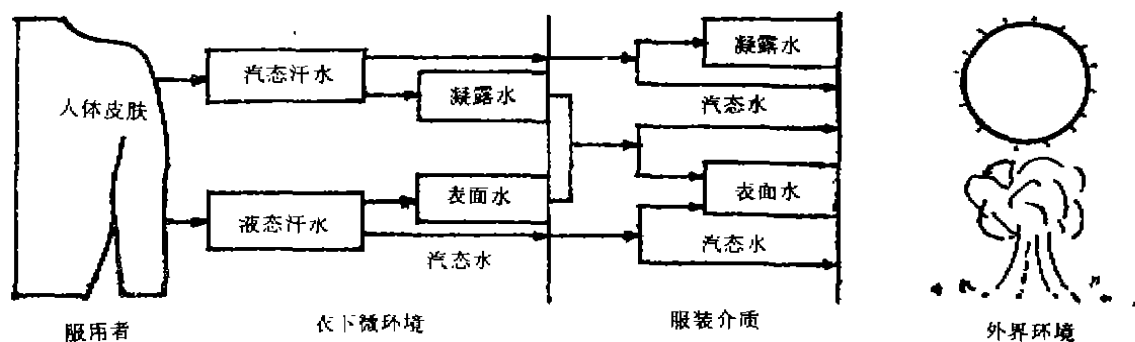 凝露水
汽态汗水
凝露水
汽态水
人体皮肤
表面水
表面水
液态汗水
汽态水
汽态水
服用者
衣下微环境
服装介质
外界环境